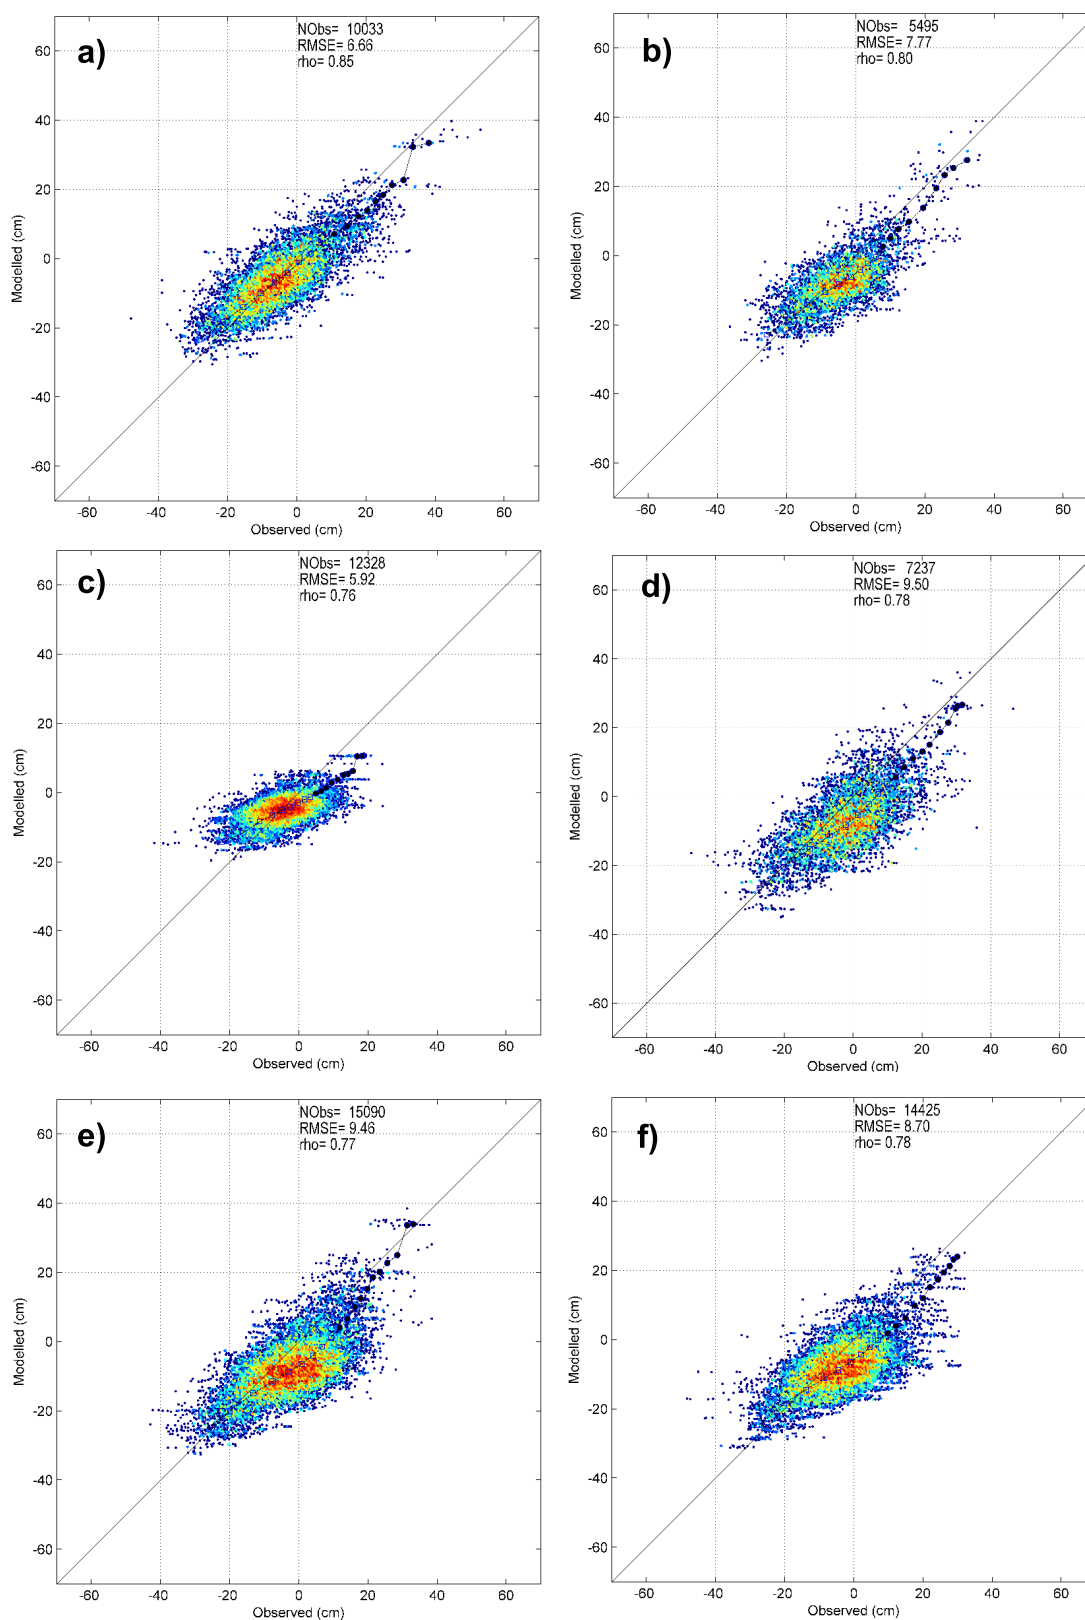 a)
NObs= 10033
RMSE= 6.66
rho= 0.85
60
40
20
0
-20
-40
-60
Modelled (cm)
-60 -40 -20 0 20 40 60
Observed (cm)
b)
NObs= 5495
RMSE= 7.77
rho= 0.80
60
40
20
0
-20
-40
-60
Modelled (cm)
-60 -40 -20 0 20 40 60
Observed (cm)
c)
NObs= 12328
RMSE= 5.92
rho= 0.76
60
40
20
0
-20
-40
-60
Modelled (cm)
-60 -40 -20 0 20 40 60
Observed (cm)
d)
NObs= 7237
RMSE= 9.50
rho= 0.78
60
40
20
0
-20
-40
-60
Modelled (cm)
-60 -40 -20 0 20 40 60
Observed (cm)
e)
NObs= 15090
RMSE= 9.46
rho= 0.77
60
40
20
0
-20
-40
-60
Modelled (cm)
-60 -40 -20 0 20 40 60
Observed (cm)
f)
NObs= 14425
RMSE= 8.70
rho= 0.78
60
40
20
0
-20
-40
-60
Modelled (cm)
-60 -40 -20 0 20 40 60
Observed (cm)